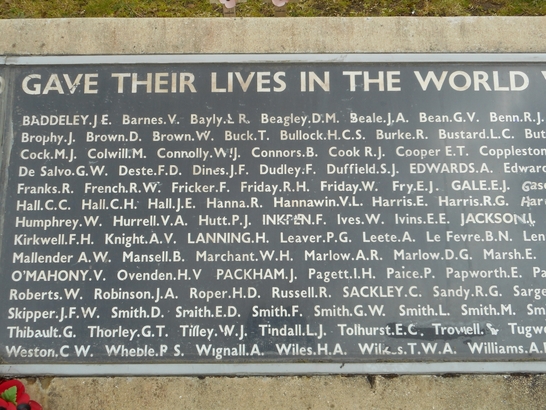 GAVE THEIR LIVES IN THE WORLD
BADDELEY.J.E. Barnes.V. Bayly.E.R. Beagley.D.M. Beale.J.A. Bean.G.V. Benn.R.J.
Brophy.J. Brown.D. Brown.W. Buck.T. Bullock.H.C.S. Burke.R. Bustard.L.C.
Cock.M.J. Colwill.M. Connolly.W.J. Connors.B. Cook R.J. Cooper E.T. Coppleston
De Salvo.G.W. Deste.F.D. Dines.J.F. Dudley.F. Duffield.S.J. EDWARDS.A.
Franks.R. French.R.W. Fricker.F. Friday.R.H. Friday.W. Fry.E.J. GALE.E.J.
Hall.C.C. Hall.C.H. Hall.J.E. Hanna.R. Hannawin.V.L. Harris.E. Harris.R.G.
Humphrey.W. Hurrell.V.A. Hutt.P.J. INKPEN.F. Ives.W. Ivins.E.E. JACKSON.J.
Kirkwell.F.H. Knight.A.V. LANNING.H. Leaver.P.G. Leete.A. Le Fevre.B.N.
Mallender A.W. Mansell.B. Marchant.W.H. Marlow.A.R. Marlow.D.G. Marsh.E.
O'MAHONY.V. Ovenden.H.V PACKHAM.J. Pagett.I.H. Paice.P. Papworth.E.
Roberts.W. Robinson.J.A. Roper.H.D. Russell.R. SACKLEY.C. Sandy.R.G.
Skipper.J.F.W. Smith.D. Smith.E.D. Smith.F. Smith.G.W. Smith.L. Smith.M.
Thibault.G. Thorley.G.T. Tilley.W.J. Tindall.L.J. Tolhurst.E.C. Trowell.
Weston.C W. Wheble.P S. Wignall.A. Wiles.H.A. Wilkes.T.W.A. Williams.A.